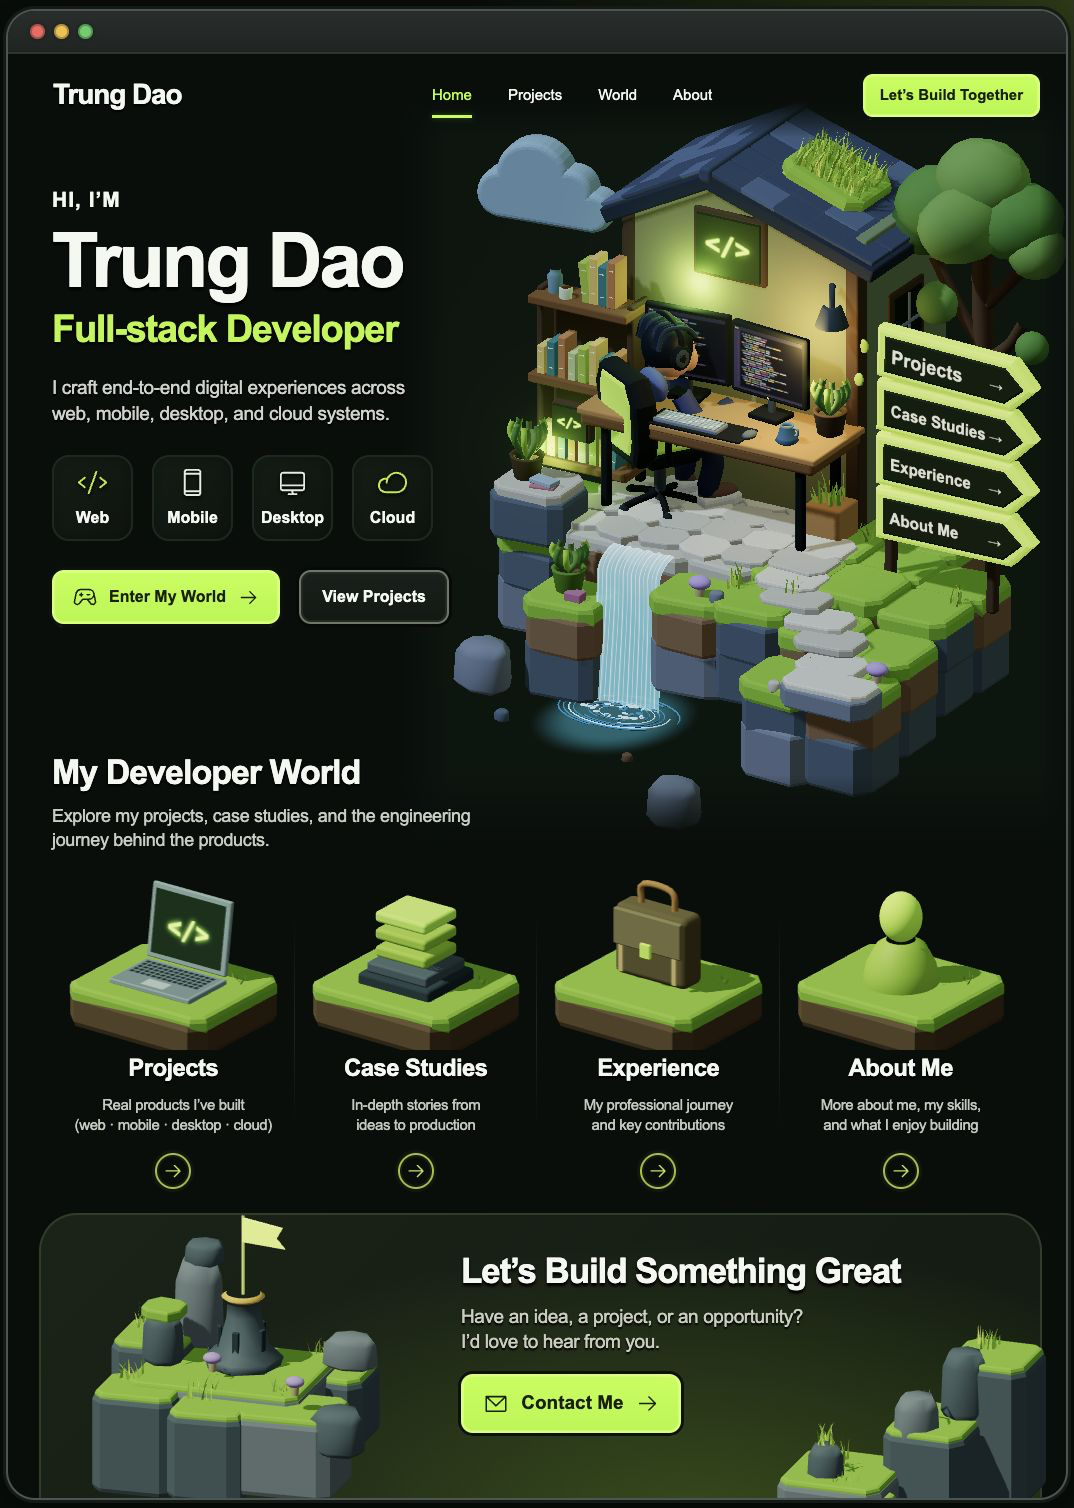 Trung Dao
Home
Projects
World
About
Let’s Build Together
HI, I’M
Trung Dao
Full-stack Developer
I craft end-to-end digital experiences across
web, mobile, desktop, and cloud systems.
</>
Web
Mobile
Desktop
Cloud
Enter My World →
View Projects
</>
</>
Projects →
Case Studies →
Experience →
About Me →
My Developer World
Explore my projects, case studies, and the engineering
journey behind the products.
</>
Projects
Real products I’ve built
(web · mobile · desktop · cloud)
→
Case Studies
In-depth stories from
ideas to production
→
Experience
My professional journey
and key contributions
→
About Me
More about me, my skills,
and what I enjoy building
→
Let’s Build Something Great
Have an idea, a project, or an opportunity?
I’d love to hear from you.
Contact Me →